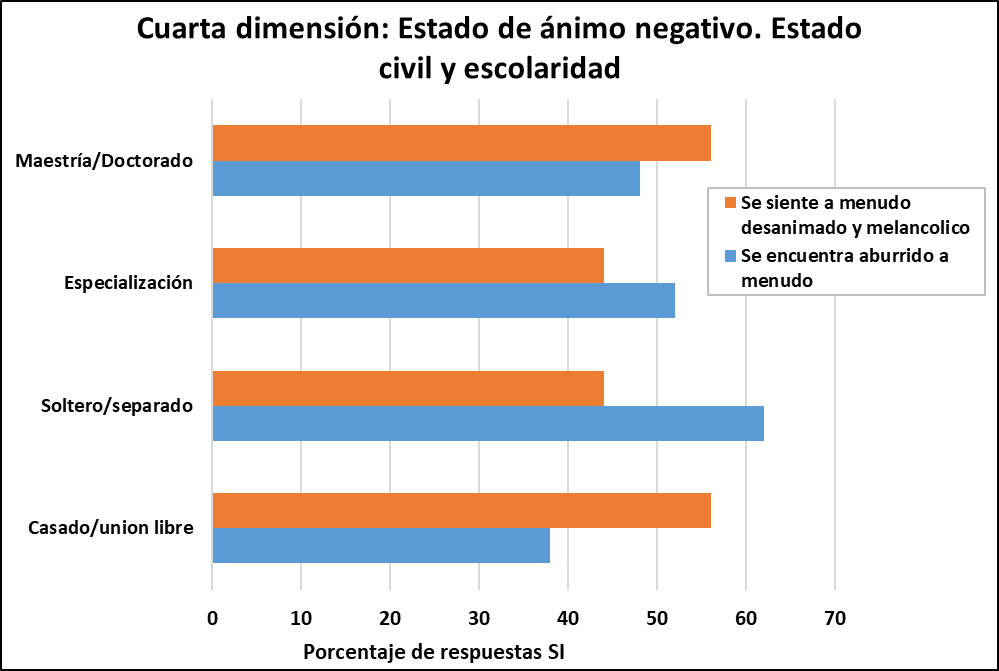 Cuarta dimensión: Estado de ánimo negativo. Estado
civil y escolaridad
Maestría/Doctorado
Especialización
Soltero/separado
Casado/union libre
Se siente a menudo
desanimado y melancolico
Se encuentra aburrido a
menudo
0 10 20 30 40 50 60 70
Porcentaje de respuestas SI